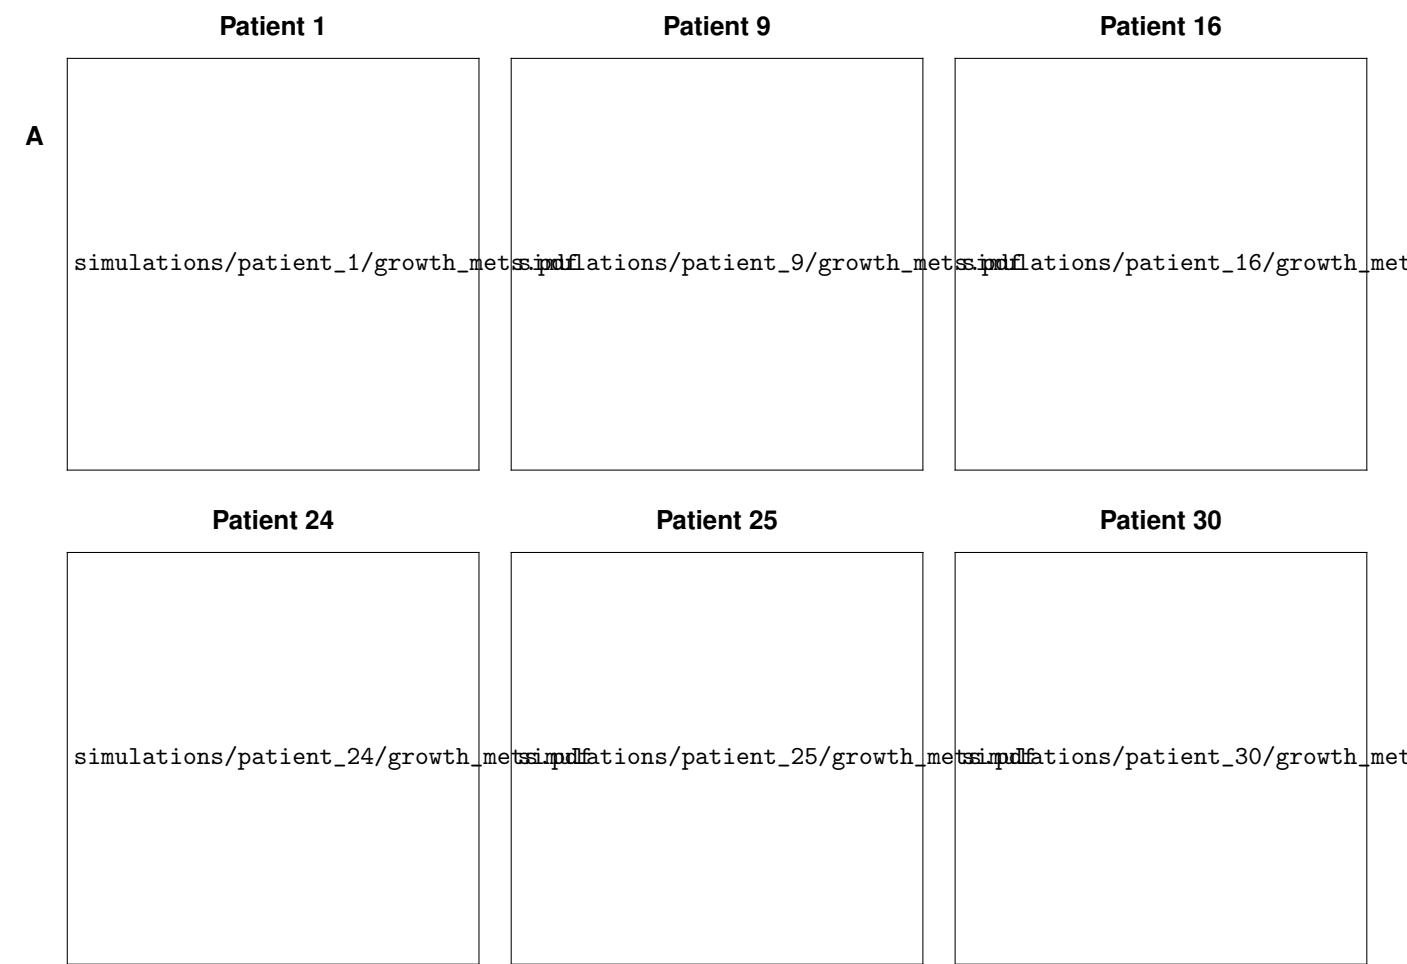 Patient 1
Patient 9
Patient 16
A
simulations/patient_1/growth_mets.pdf
simulations/patient_9/growth_mets.pdf
simulations/patient_16/growth_met
Patient 24
Patient 25
Patient 30
simulations/patient_24/growth_mets.pdf
simulations/patient_25/growth_mets.pdf
simulations/patient_30/growth_met